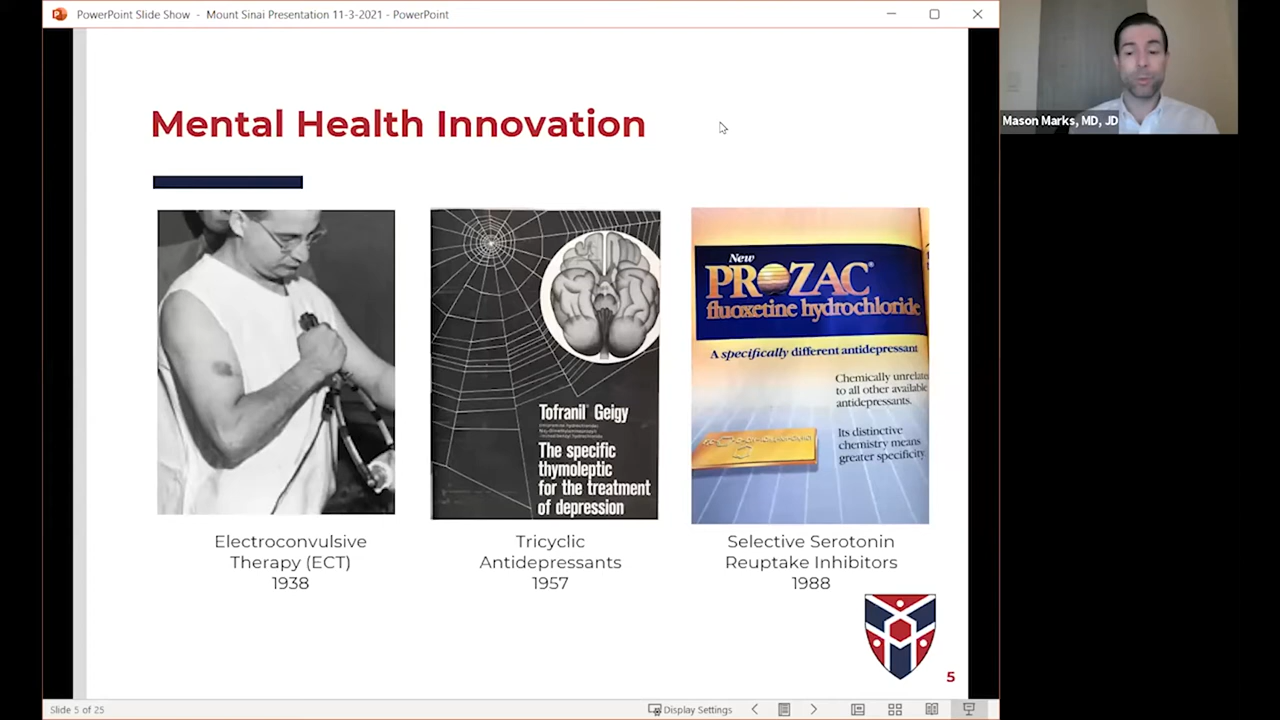 PowerPoint Slide Show - Mount Sinai Presentation 11-3-2021 - PowerPoint
Mason Marks, MD, JD
Mental Health Innovation
Tofranil® Geigy
The specific
thymoleptic
for the treatment
of depression
New
PROZAC®
fluoxetine hydrochloride
A specifically different antidepressant
Chemically
to all other available
antidepressants.
Its distinctive
chemistry means
greater specificity
Electroconvulsive
Therapy (ECT)
1938
Tricyclic
Antidepressants
1957
Selective Serotonin
Reuptake Inhibitors
1988
5
Slide 5 of 25
Display Settings